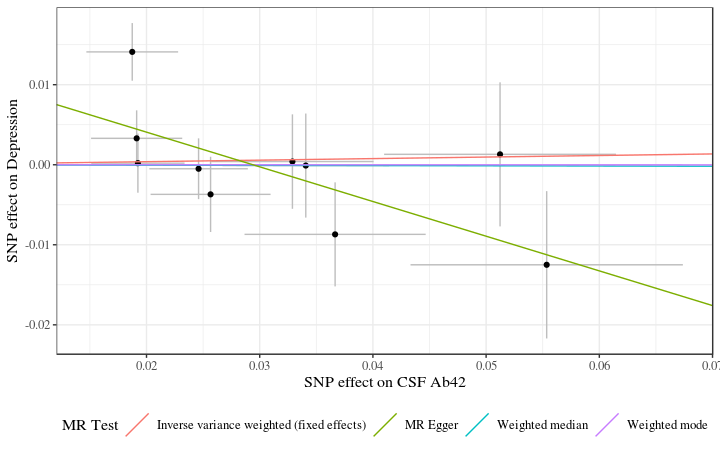 SNP effect on Depression
0.01
0.00
-0.01
-0.02
0.02 0.03 0.04 0.05 0.06 0.07
SNP effect on CSF Ab42
MR Test Inverse variance weighted (fixed effects) MR Egger Weighted median Weighted mode